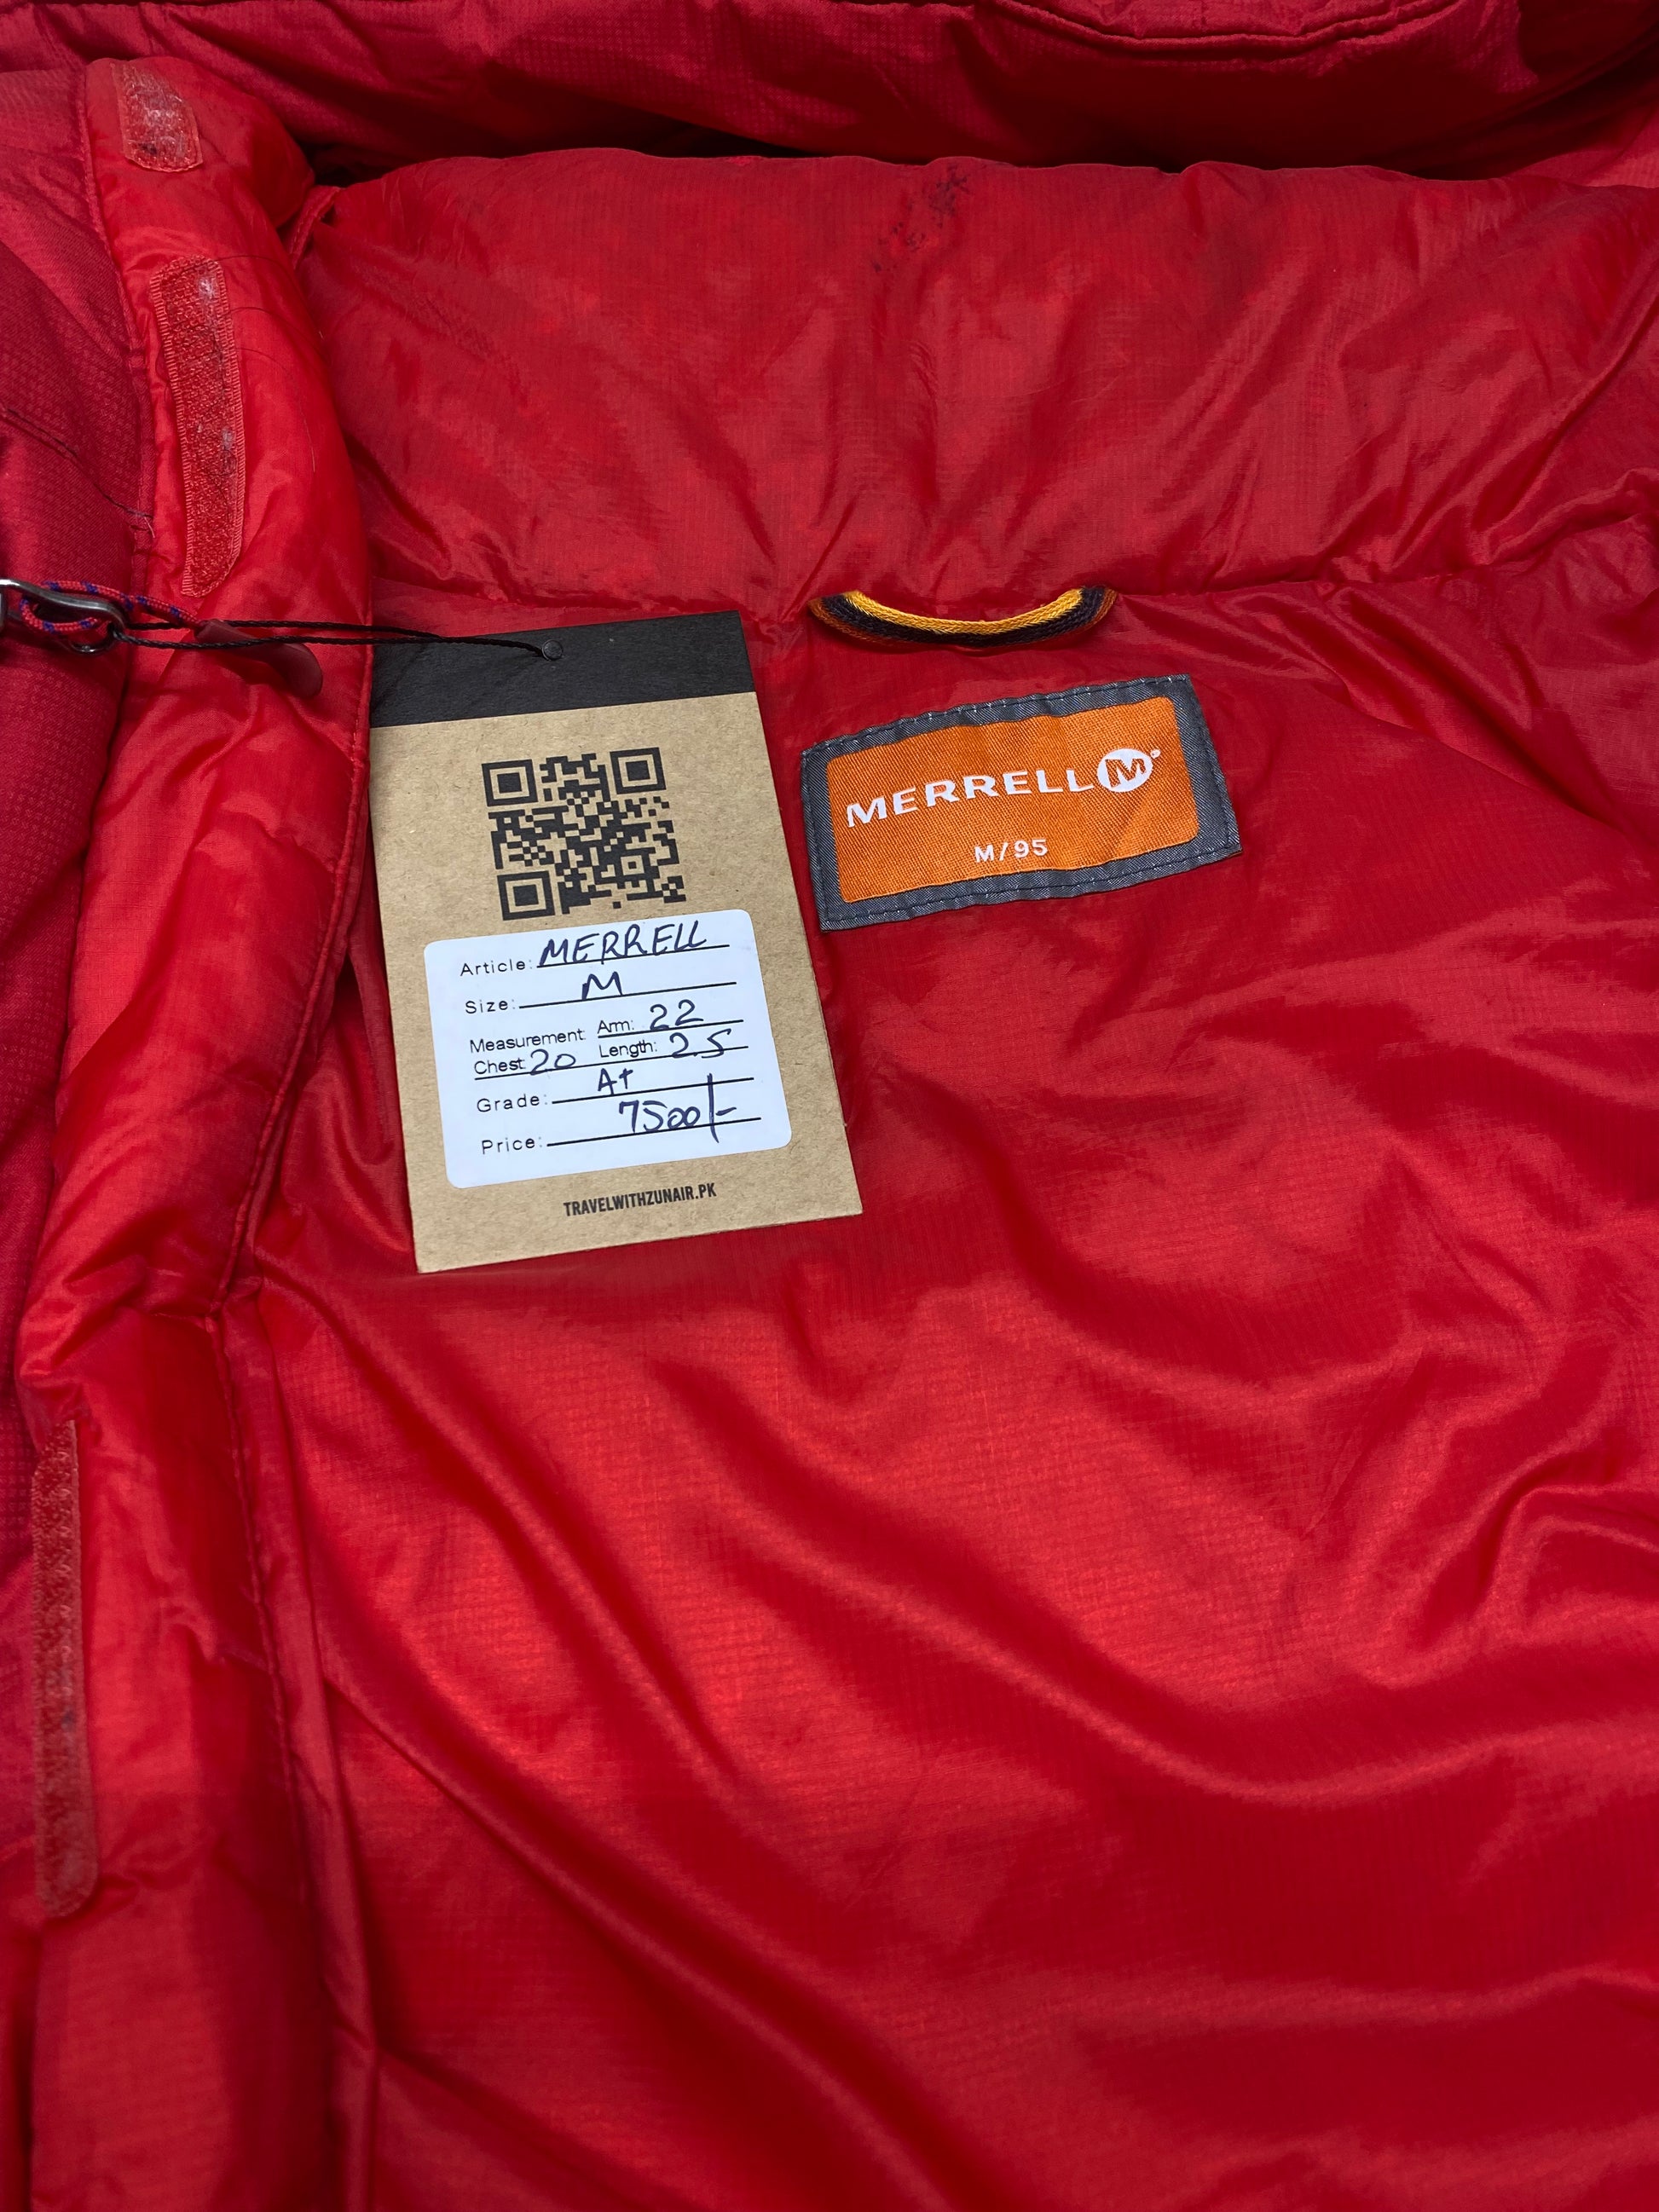 MERRELL M
M/95
Article: MERRELL
Size: M
Measurement Arm: 22
Chest: 20 Length: 25
Grade: A+
Price: 7500/-
TRAVELWITHZUNAIR.PK